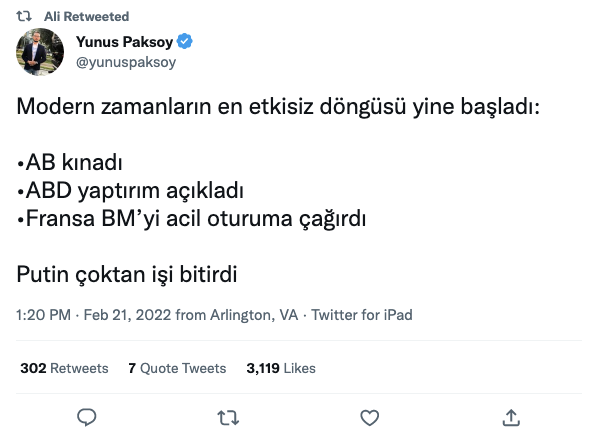 Ali Retweeted
Yunus Paksoy
@yunuspaksoy
Modern zamanların en etkisiz döngüsü yine başladı:
•AB kınadı
•ABD yaptırım açıkladı
•Fransa BM’yi acil oturuma çağırdı
Putin çoktan işi bitirdi
1:20 PM · Feb 21, 2022 from Arlington, VA · Twitter for iPad
302 Retweets 7 Quote Tweets 3,119 Likes